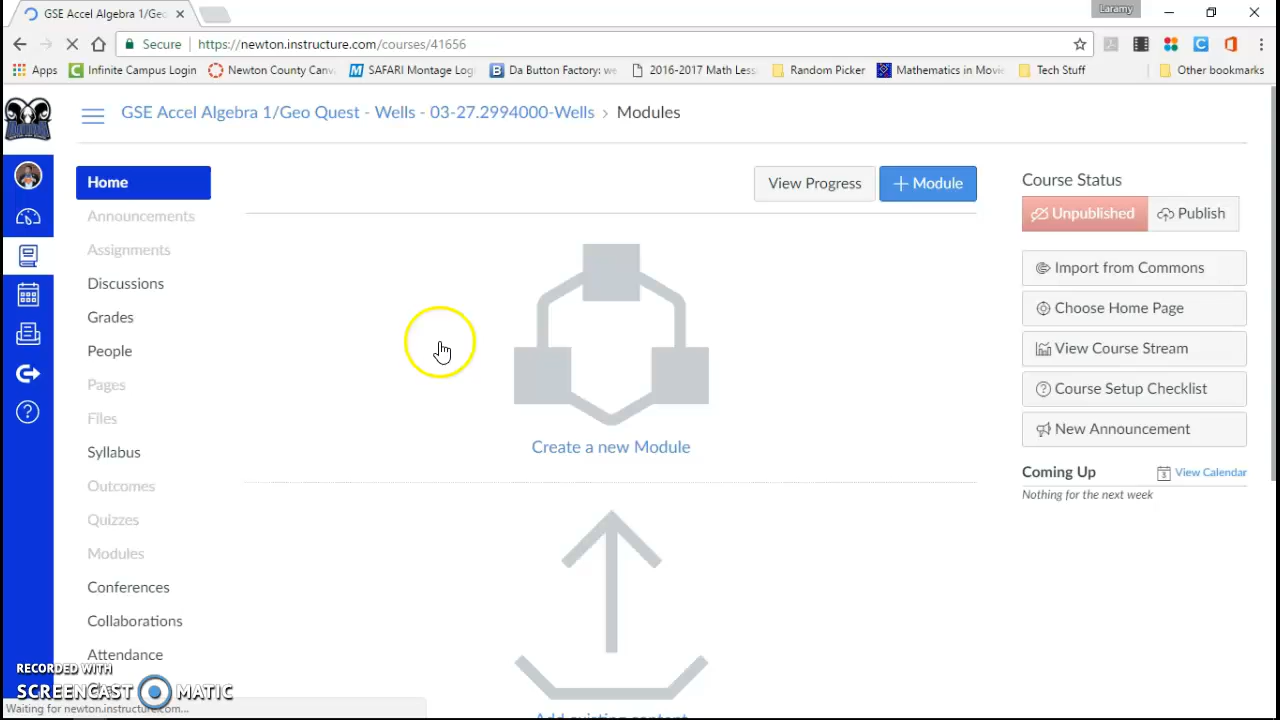 GSE Accel Algebra 1/Geo
Laramy
Secure
https://newton.instructure.com/courses/41656
Apps
Infinite Campus Login
Newton County Canv
SAFARI Montage Log
Da Button Factory: we
2016-2017 Math Less
Random Picker
Mathematics in Movie
Tech Stuff
Other bookmarks
GSE Accel Algebra 1/Geo Quest - Wells - 03-27.2994000-Wells › Modules
Home
Announcements
Assignments
Discussions
Grades
People
Pages
Files
Syllabus
Outcomes
Quizzes
Modules
Conferences
Collaborations
Attendance
View Progress
+ Module
Create a new Module
Add existing content
Course Status
Unpublished
Publish
Import from Commons
Choose Home Page
View Course Stream
Course Setup Checklist
New Announcement
Coming Up
View Calendar
Nothing for the next week
RECORDED WITH
SCREENCAST MATIC
Waiting for newton.instructure.com...